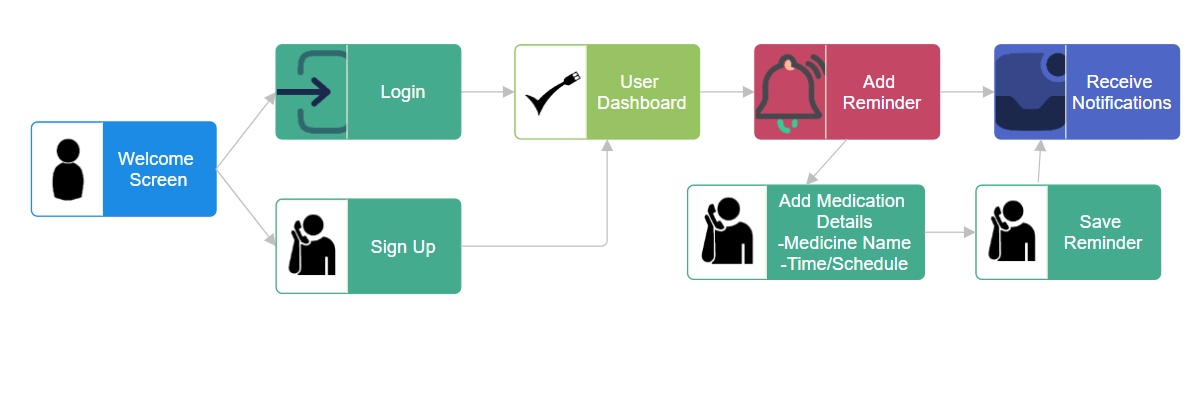 Welcome
Screen
Login
Sign Up
User
Dashboard
Add
Reminder
Receive
Notifications
Add Medication
Details
-Medicine Name
-Time/Schedule
Save
Reminder